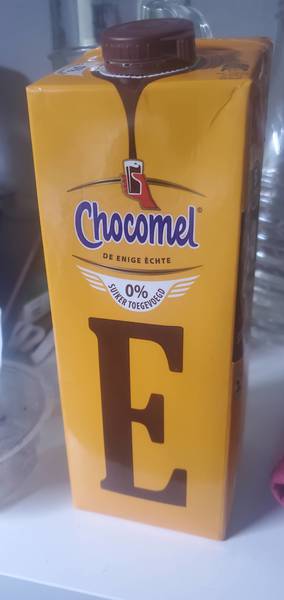 Chocomel®
DE ENIGE ÈCHTE
0%
SUIKER TOEGEVOEGD
E